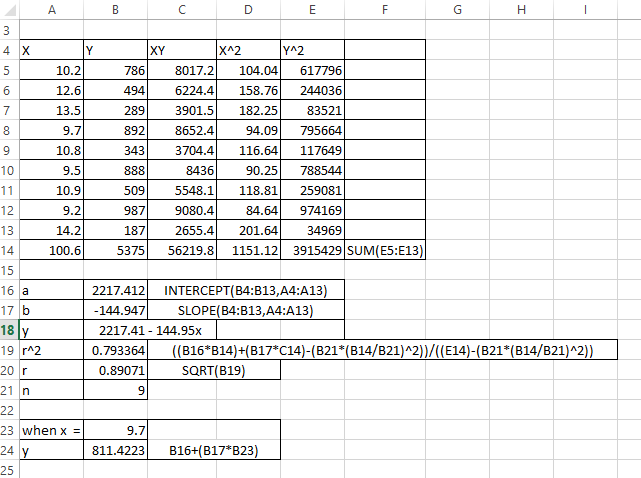 A B C D E F G H I
3
4 X Y XY X^2 Y^2
5 10.2 786 8017.2 104.04 617796
6 12.6 494 6224.4 158.76 244036
7 13.5 289 3901.5 182.25 83521
8 9.7 892 8652.4 94.09 795664
9 10.8 343 3704.4 116.64 117649
10 9.5 888 8436 90.25 788544
11 10.9 509 5548.1 118.81 259081
12 9.2 987 9080.4 84.64 974169
13 14.2 187 2655.4 201.64 34969
14 100.6 5375 56219.8 1151.12 3915429 SUM(E5:E13)
15
16 a 2217.412 INTERCEPT(B4:B13,A4:A13)
17 b -144.947 SLOPE(B4:B13,A4:A13)
18 y 2217.41 - 144.95x
19 r^2 0.793364 ((B16*B14)+(B17*C14)-(B21*(B14/B21)^2))/((E14)-(B21*(B14/B21)^2))
20 r 0.89071 SQRT(B19)
21 n 9
22
23 when x = 9.7
24 y 811.4223 B16+(B17*B23)
25